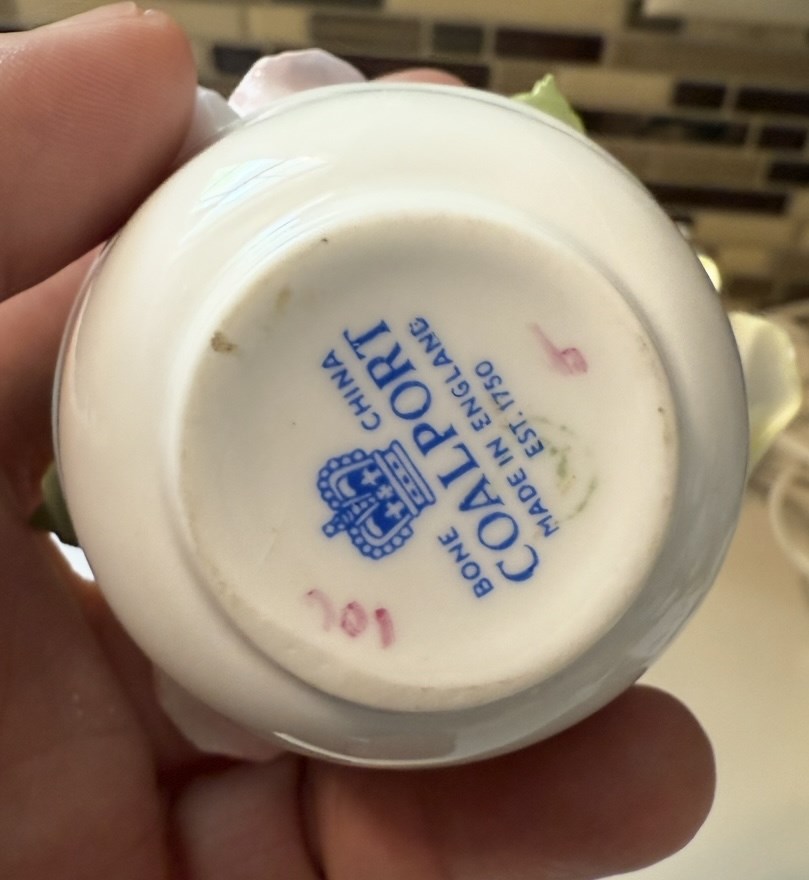 BONE CHINA
COALPORT
MADE IN ENGLAND
EST. 1750